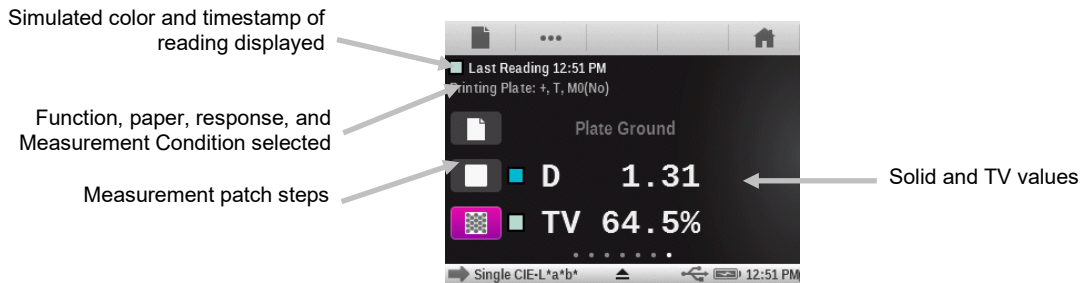 Simulated color and timestamp of
reading displayed
Last Reading 12:51 PM
Printing Plate: +, T, M0(No)
Function, paper, response, and
Measurement Condition selected
Plate Ground
Measurement patch steps
D 1.31
Solid and TV values
TV 64.5%
Single CIE-L*a*b*
12:51 PM